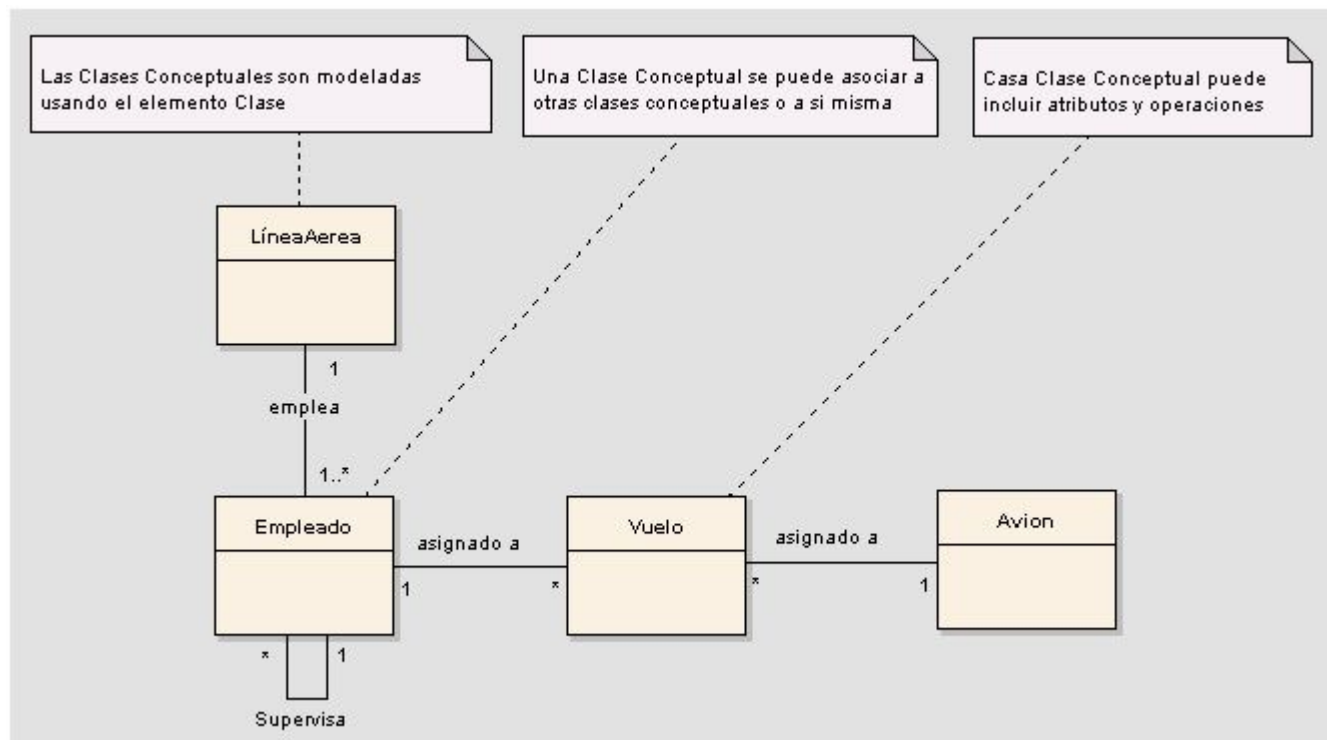 Las Clases Conceptuales son modeladas
usando el elemento Clase
Una Clase Conceptual se puede asociar a
otras clases conceptuales o a si misma
Casa Clase Conceptual puede
incluir atributos y operaciones
LíneaAerea
1
emplea
1..*
Empleado
asignado a
1
*
Vuelo
asignado a
*
1
Avion
*
1
Supervisa